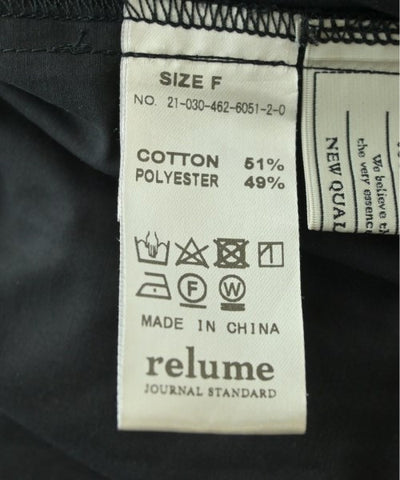 SIZE F
NO. 21-030-462-6051-2-0
COTTON 51%
POLYESTER 49%
F
W
MADE IN CHINA
relume
JOURNAL STANDARD
We believe th
the very essenc
NEW QUAL